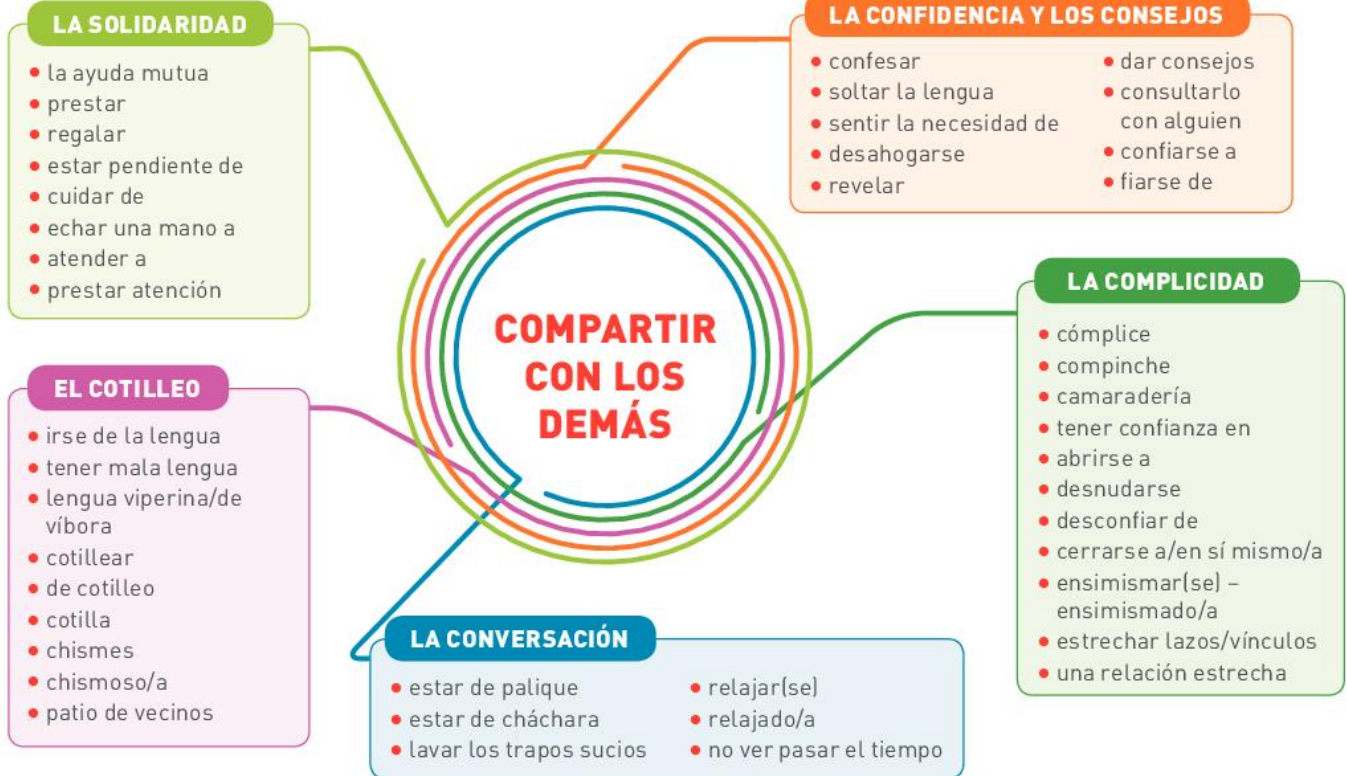 LA SOLIDARIDAD
• la ayuda mutua
• prestar
• regalar
• estar pendiente de
• cuidar de
• echar una mano a
• atender a
• prestar atención
LA CONFIDENCIA Y LOS CONSEJOS
• confesar
• soltar la lengua
• sentir la necesidad de
• desahogarse
• revelar
• dar consejos
• consultarlo
con alguien
• confiarse a
• fiarse de
COMPARTIR
CON LOS
DEMÁS
LA COMPLICIDAD
• cómplice
• compinche
• camaradería
• tener confianza en
• abrirse a
• desnudarse
• desconfiar de
• cerrarse a/en sí mismo/a
• ensimismar(se) –
ensimismado/a
• estrechar lazos/vínculos
• una relación estrecha
EL COTILLEO
• irse de la lengua
• tener mala lengua
• lengua viperina/de
víbora
• cotillear
• de cotilleo
• cotilla
• chismes
• chismoso/a
• patio de vecinos
LA CONVERSACIÓN
• estar de palique
• estar de cháchara
• lavar los trapos sucios
• relajar(se)
• relajado/a
• no ver pasar el tiempo